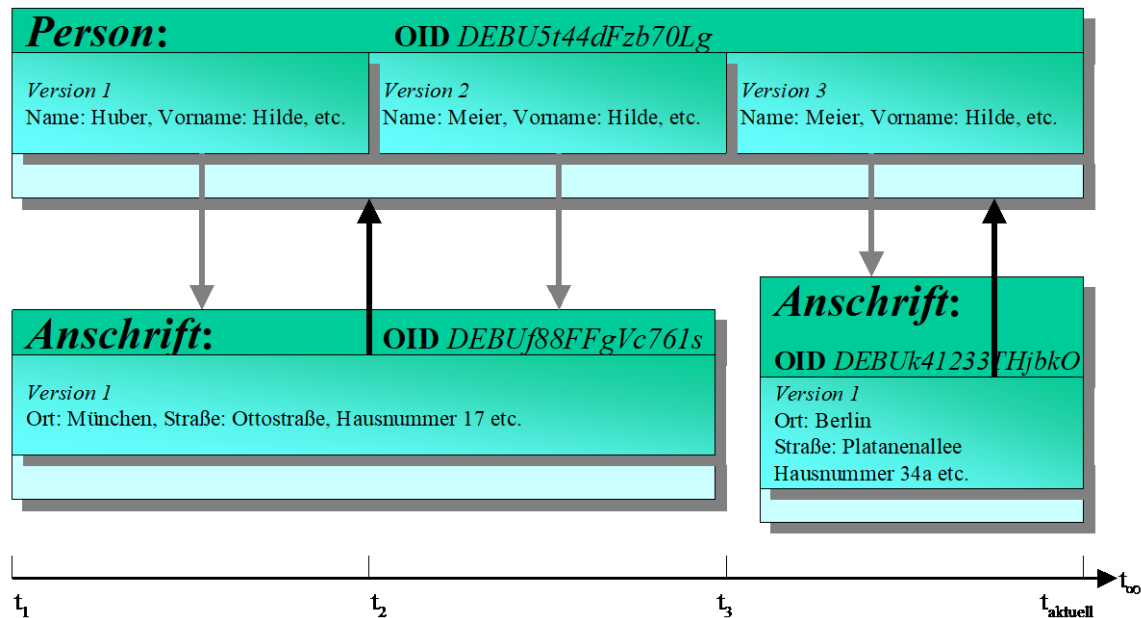 Person: OID DEBU5t44dFzb70Lg
Version 1
Name: Huber, Vorname: Hilde, etc.
Version 2
Name: Meier, Vorname: Hilde, etc.
Version 3
Name: Meier, Vorname: Hilde, etc.
Anschrift: OID DEBUf88FFgVc761s
Version 1
Ort: München, Straße: Ottostraße, Hausnummer 17 etc.
Anschrift:
OID DEBUk41233THjbkO
Version 1
Ort: Berlin
Straße: Platanenallee
Hausnummer 34a etc.
t1 t2 t3 taktuell t∞